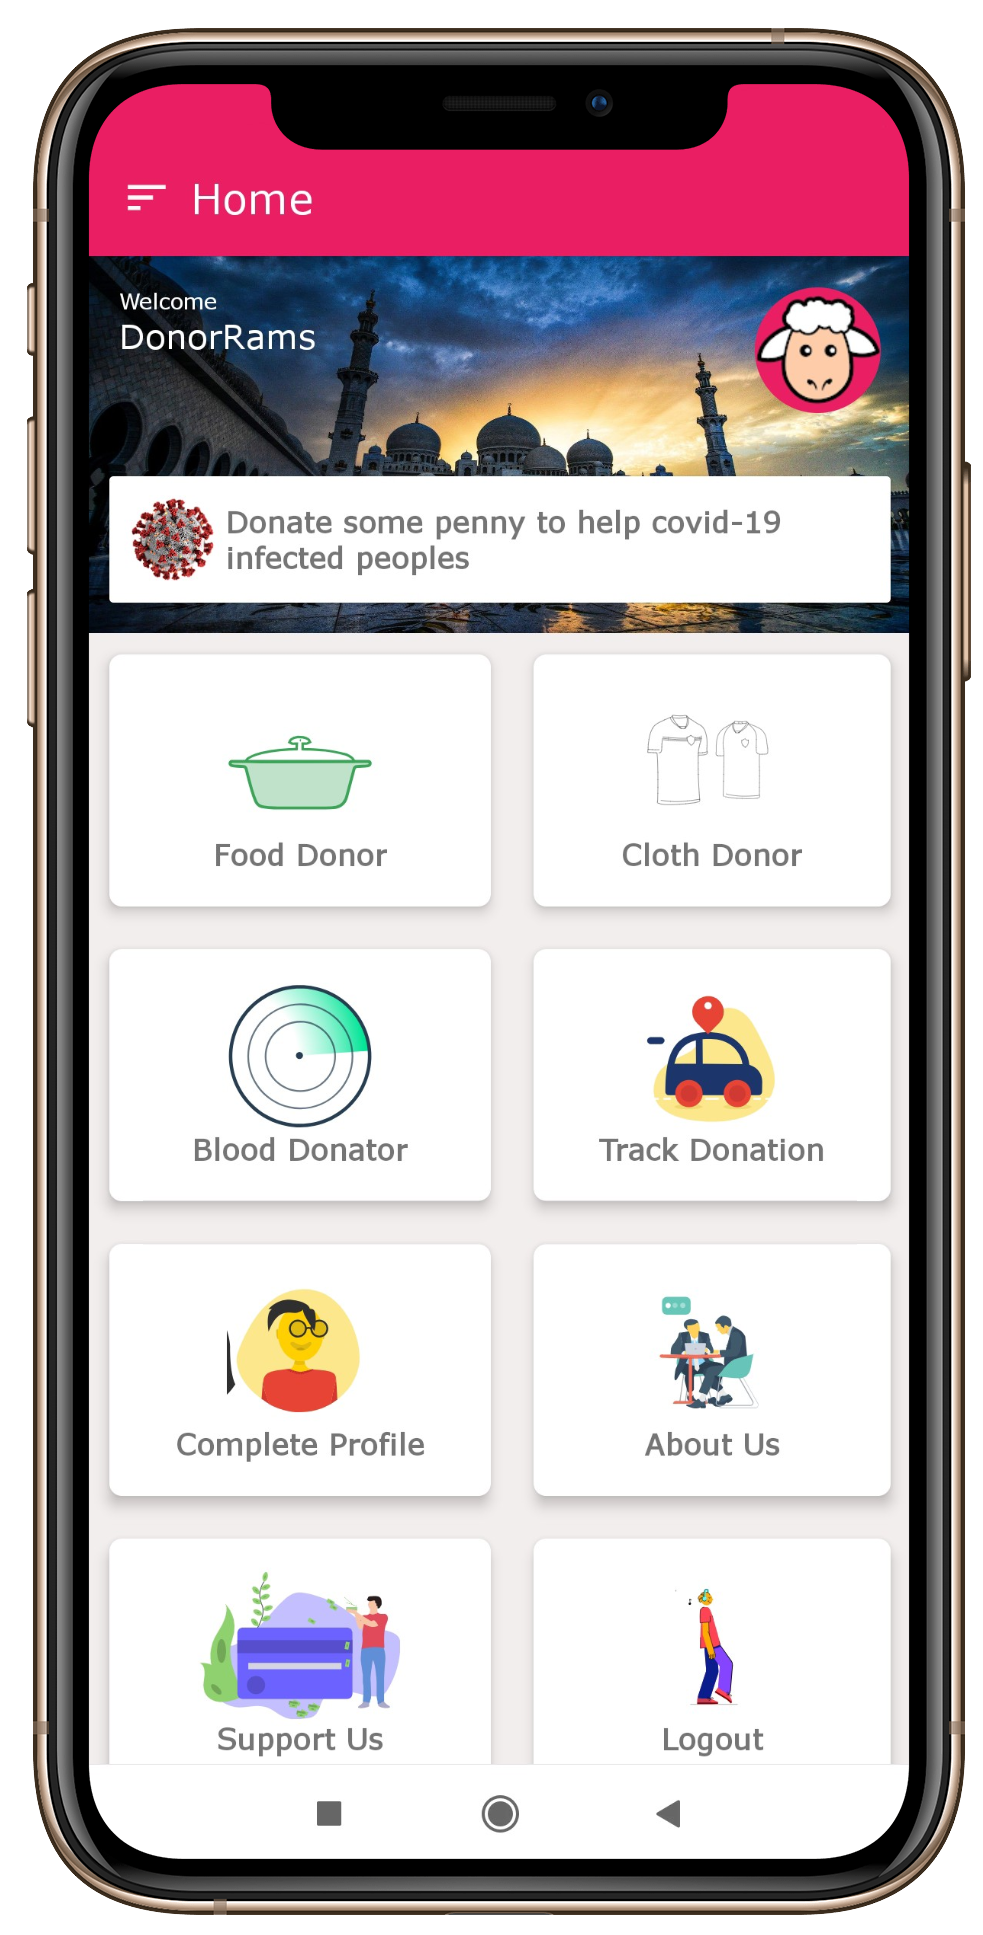 Home
Welcome
DonorRams
Donate some penny to help covid-19
infected peoples
Food Donor
Cloth Donor
Blood Donator
Track Donation
Complete Profile
About Us
Support Us
Logout